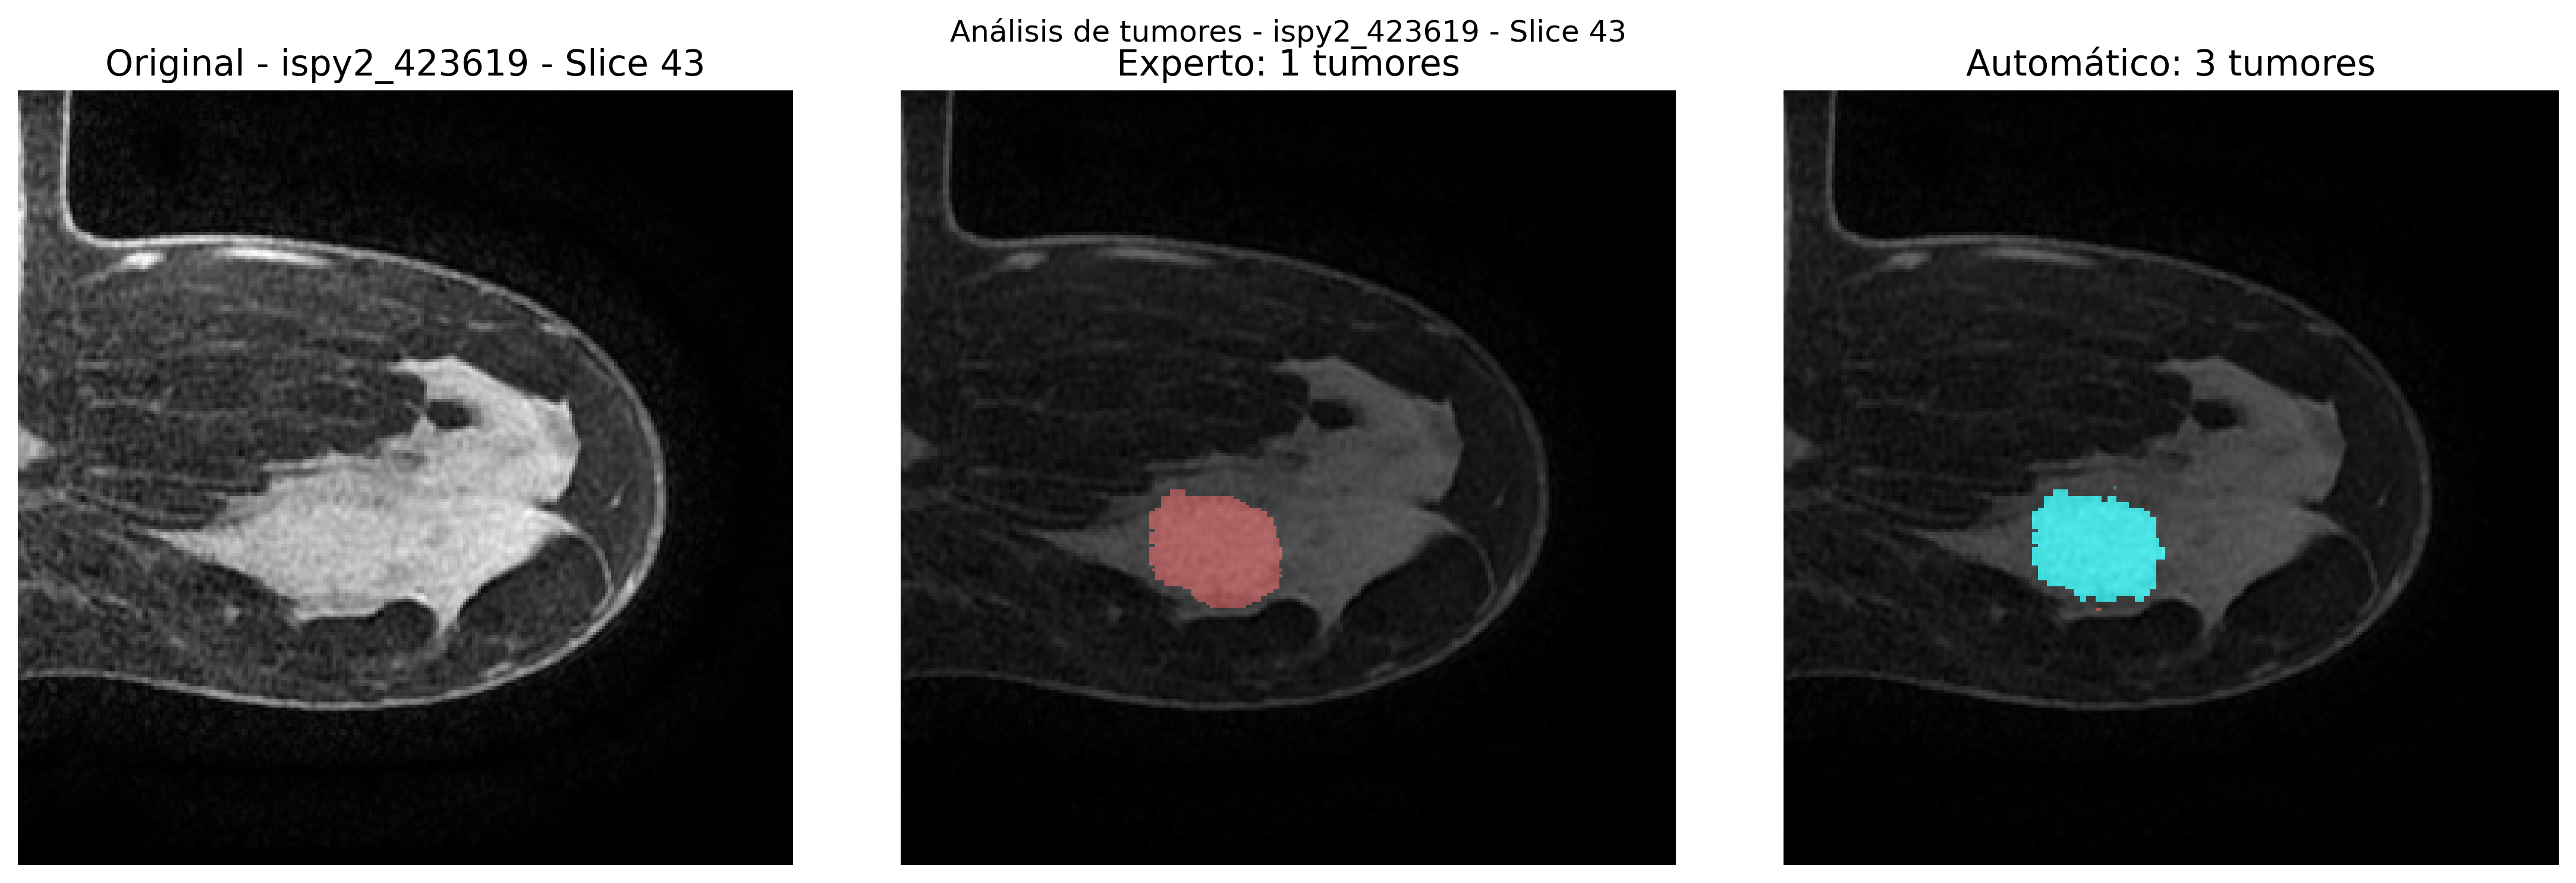 Análisis de tumores - ispy2_423619 - Slice 43
Original - ispy2_423619 - Slice 43
Experto: 1 tumores
Automático: 3 tumores